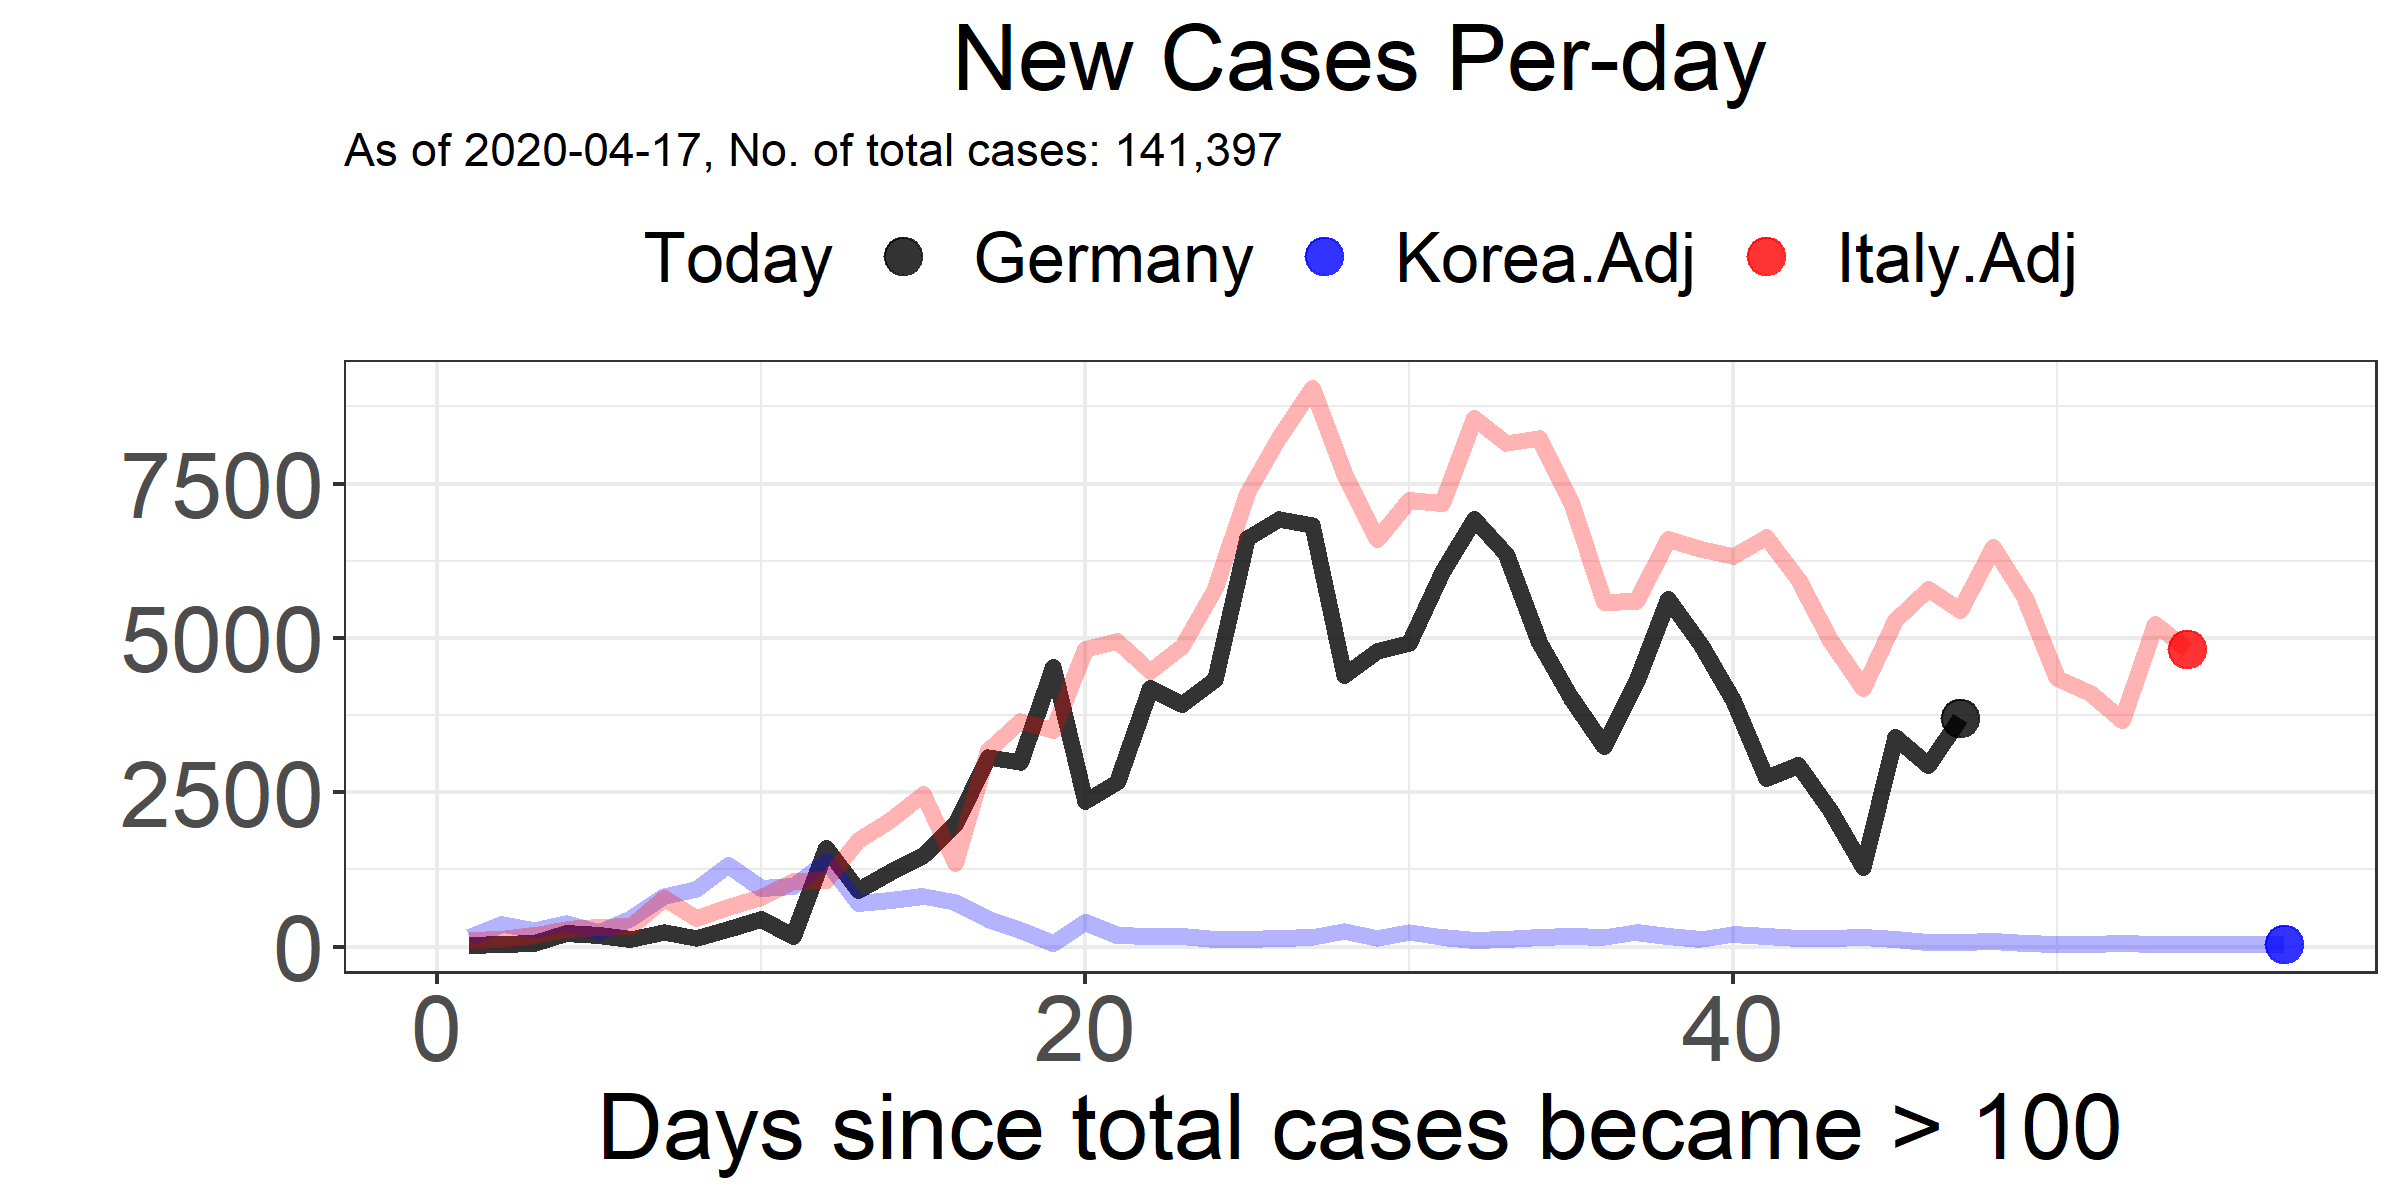 New Cases Per-day
As of 2020-04-17, No. of total cases: 141,397
Today Germany Korea.Adj Italy.Adj
7500
5000
2500
0
0 20 40
Days since total cases became > 100